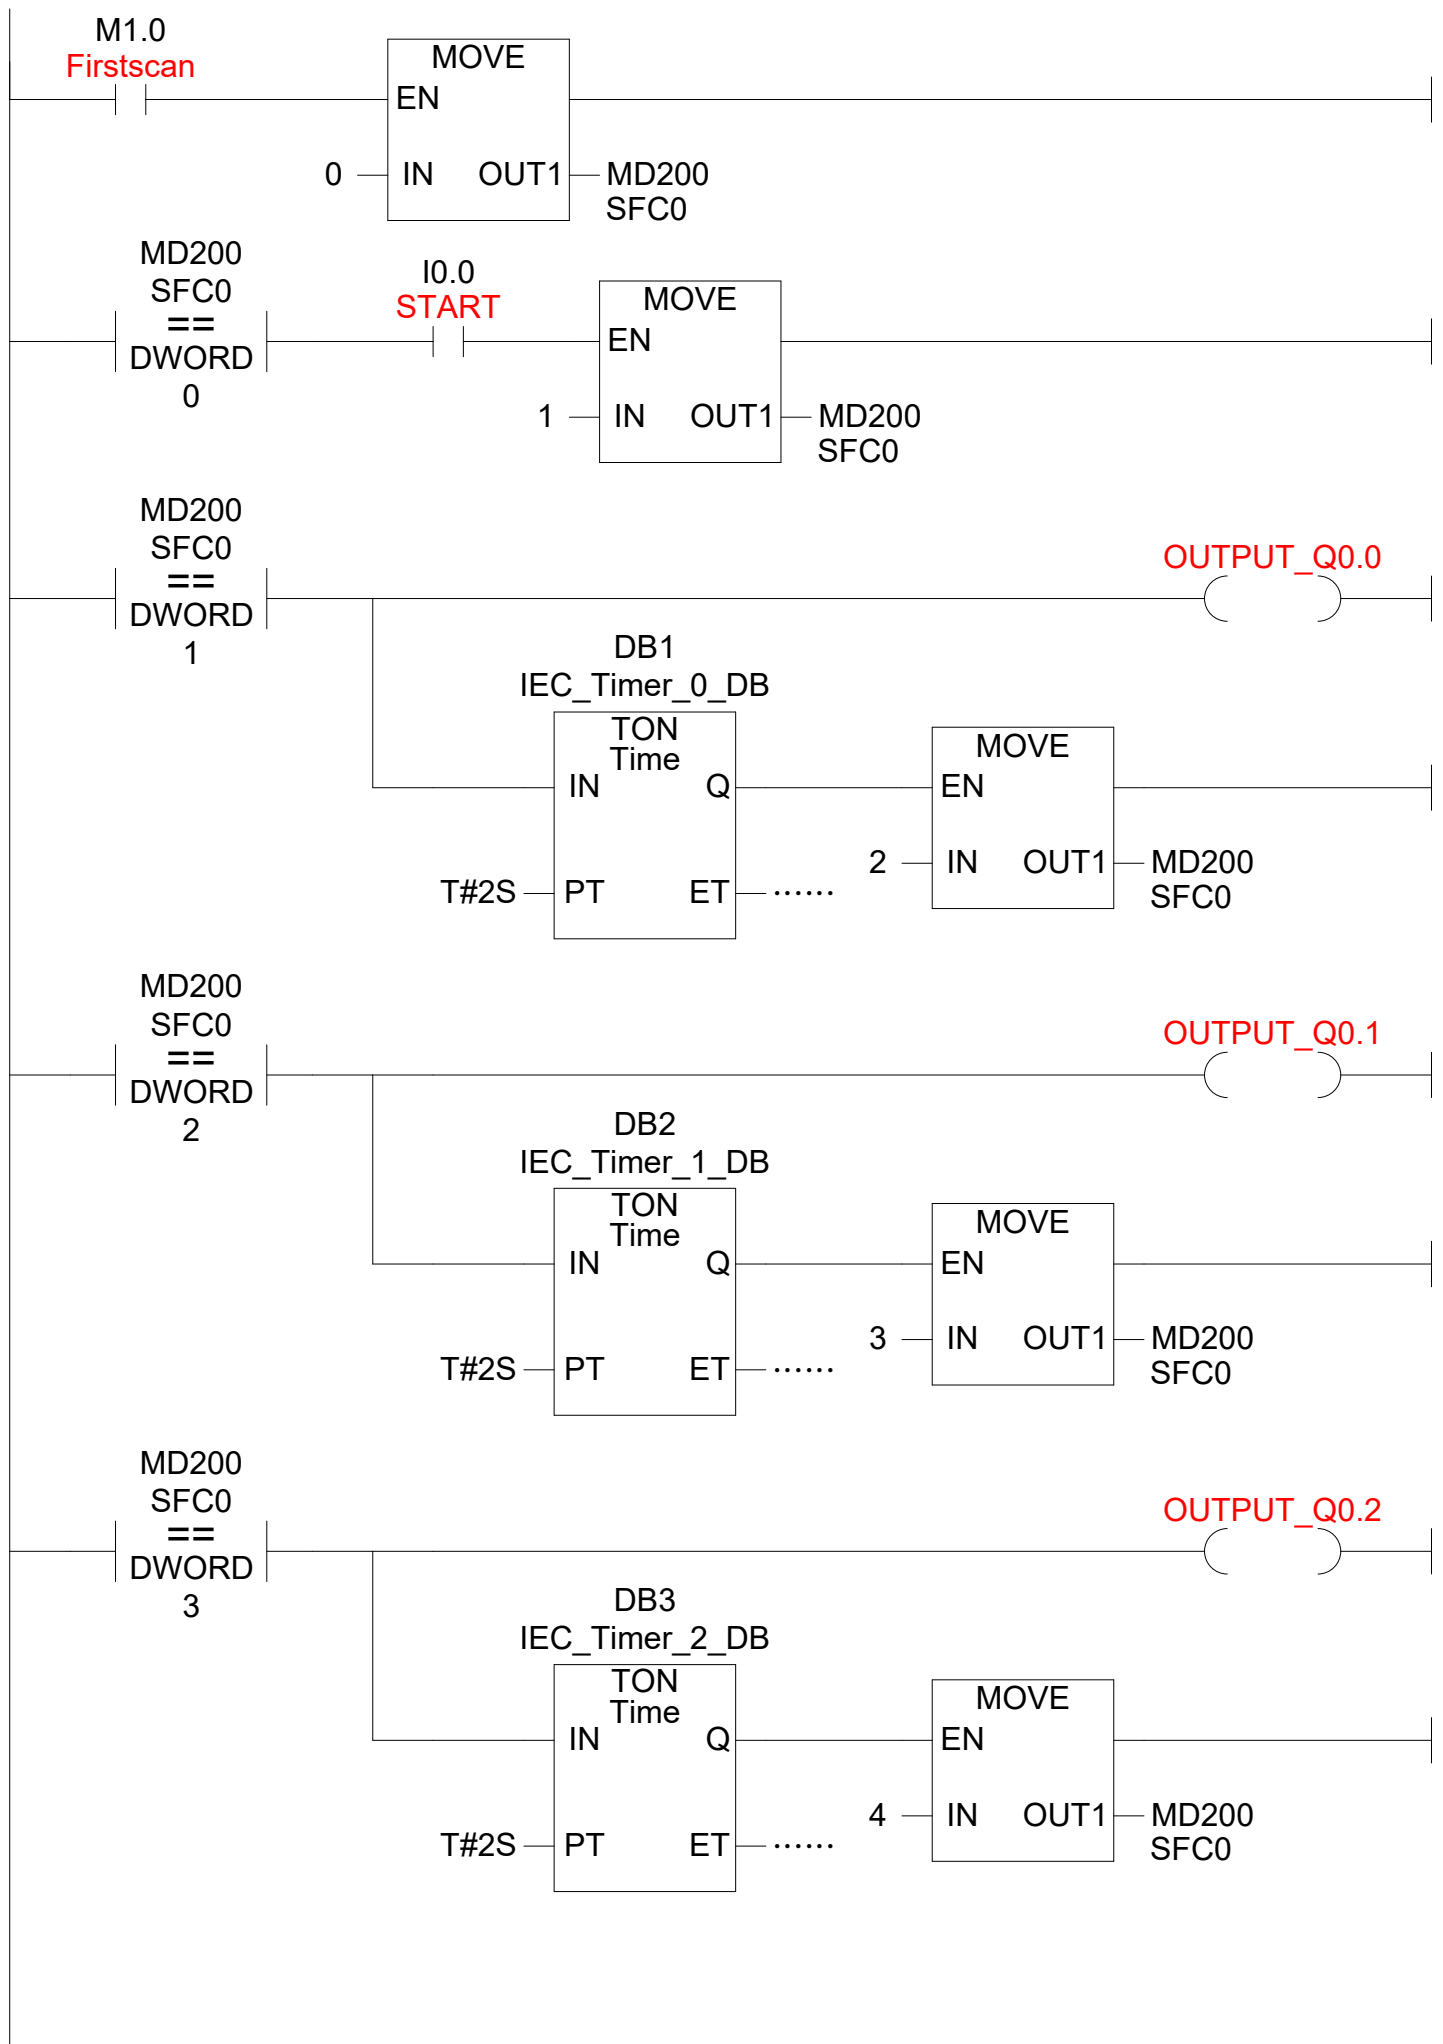 M1.0
Firstscan
MOVE
EN
0 IN OUT1 MD200
SFC0
MD200
SFC0
==
DWORD
0
I0.0
START
MOVE
EN
1 IN OUT1 MD200
SFC0
MD200
SFC0
==
DWORD
1
OUTPUT_Q0.0
DB1
IEC_Timer_0_DB
TON
Time
IN Q
T#2S PT ET ......
MOVE
EN
2 IN OUT1 MD200
SFC0
MD200
SFC0
==
DWORD
2
OUTPUT_Q0.1
DB2
IEC_Timer_1_DB
TON
Time
IN Q
T#2S PT ET ......
MOVE
EN
3 IN OUT1 MD200
SFC0
MD200
SFC0
==
DWORD
3
OUTPUT_Q0.2
DB3
IEC_Timer_2_DB
TON
Time
IN Q
T#2S PT ET ......
MOVE
EN
4 IN OUT1 MD200
SFC0